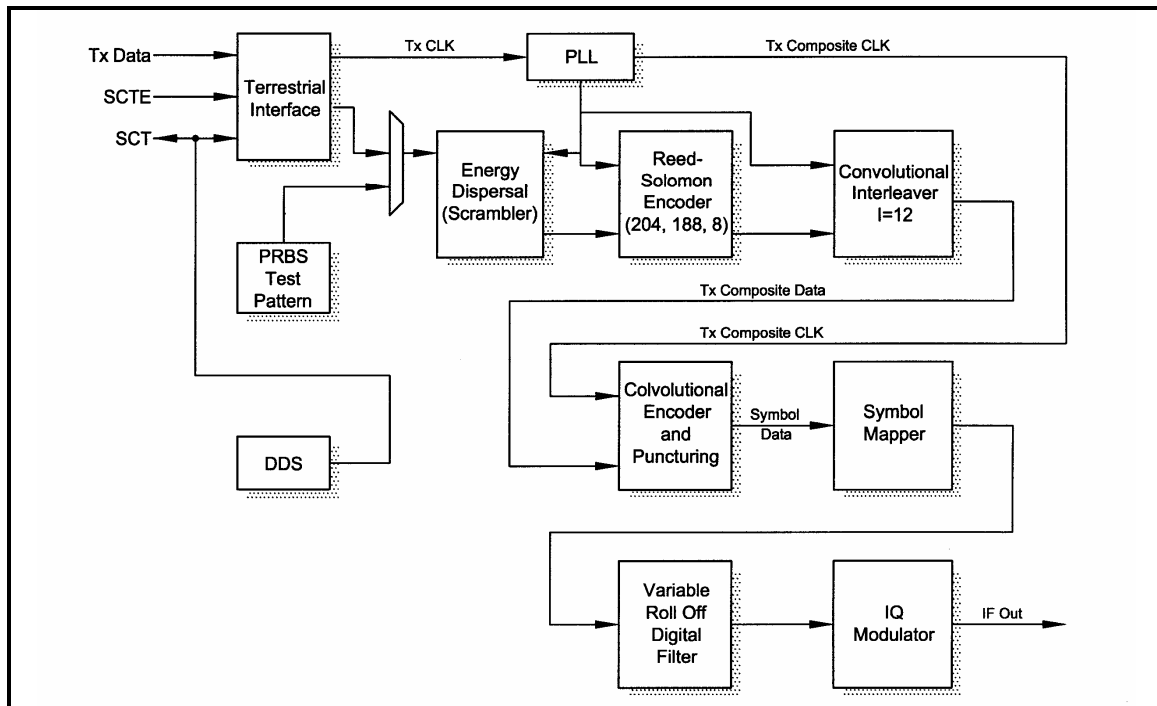 Tx Data
SCTE
SCT
Terrestrial
Interface
Tx CLK
PLL
Tx Composite CLK
PRBS
Test
Pattern
Energy
Dispersal
(Scrambler)
Reed-
Solomon
Encoder
(204, 188, 8)
Convolutional
Interleaver
I=12
Tx Composite Data
Tx Composite CLK
DDS
Colvolutional
Encoder
and
Puncturing
Symbol
Data
Symbol
Mapper
Variable
Roll Off
Digital
Filter
IQ
Modulator
IF Out